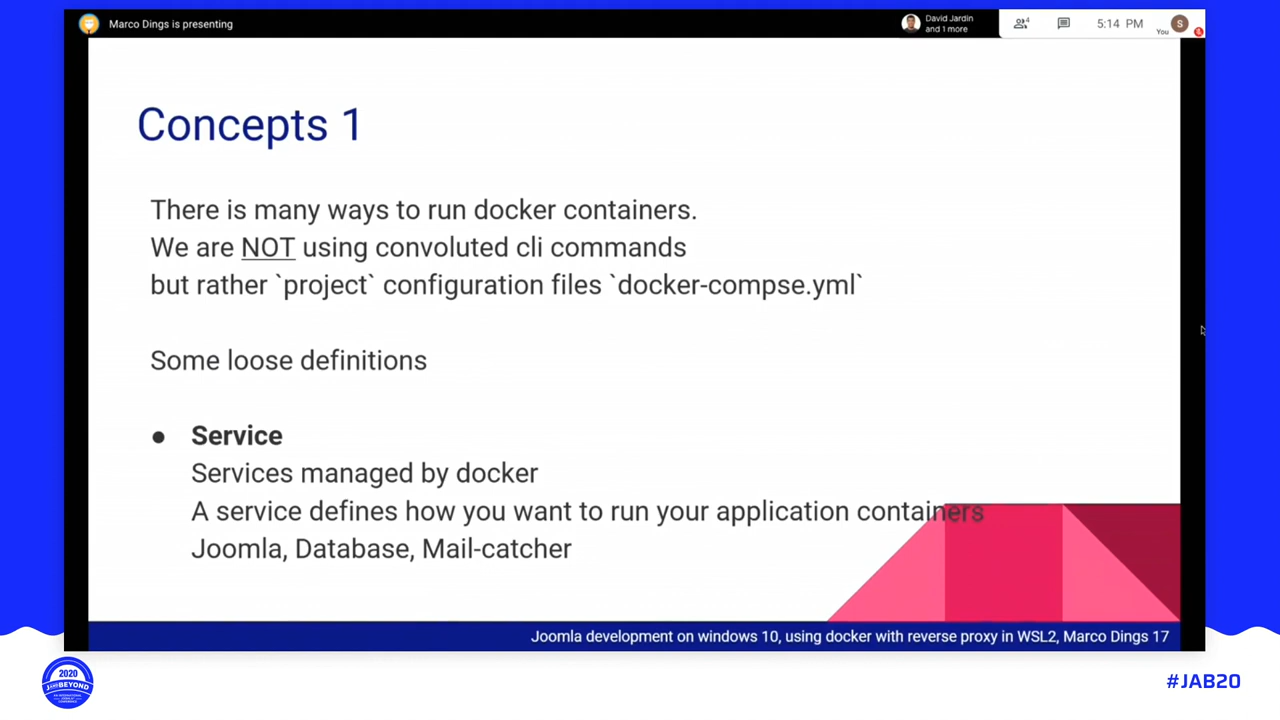 Marco Dings is presenting
David Jardin
and 1 more
4
5:14 PM
You
S
Concepts 1
There is many ways to run docker containers.
We are NOT using convoluted cli commands
but rather `project` configuration files `docker-compse.yml`
Some loose definitions
● Service
Services managed by docker
A service defines how you want to run your application containers
Joomla, Database, Mail-catcher
Joomla development on windows 10, using docker with reverse proxy in WSL2, Marco Dings 17
2020
BEYOND
#JAB20